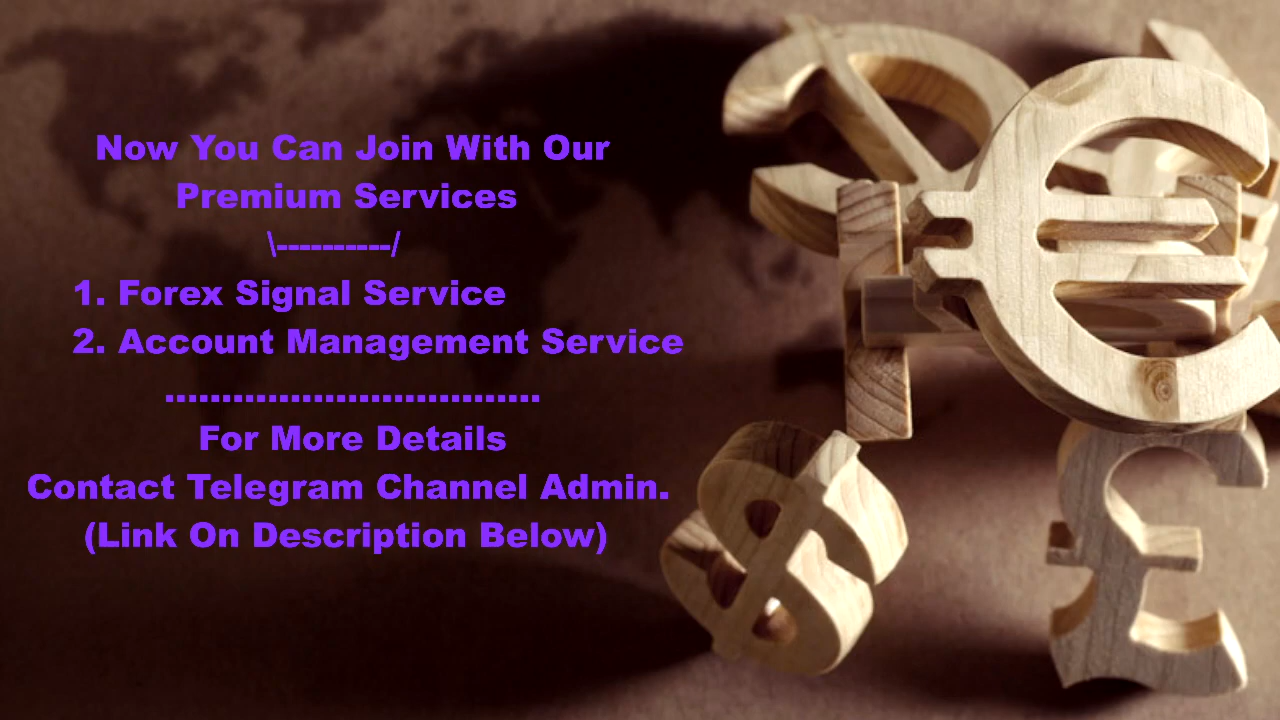 Now You Can Join With Our
Premium Services
\----------/
1. Forex Signal Service
2. Account Management Service
.................................
For More Details
Contact Telegram Channel Admin.
(Link On Description Below)